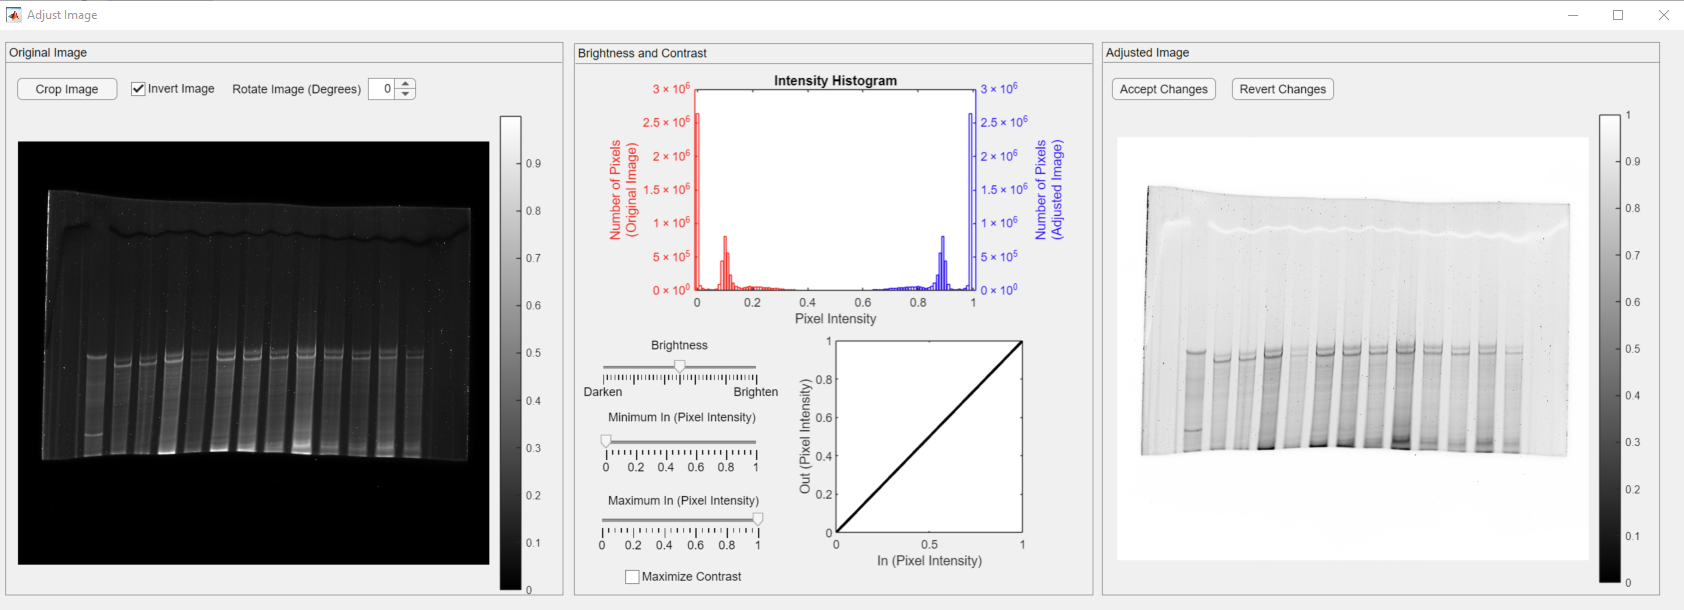 Adjust Image
Original Image
Crop Image
Invert Image
Rotate Image (Degrees)
0
0.9
0.8
0.7
0.6
0.5
0.4
0.3
0.2
0.1
0
Brightness and Contrast
Intensity Histogram
3 × 10⁶
2.5 × 10⁶
2 × 10⁶
1.5 × 10⁶
1 × 10⁶
5 × 10⁵
0 × 10⁰
Number of Pixels
(Original Image)
3 × 10⁶
2.5 × 10⁶
2 × 10⁶
1.5 × 10⁶
1 × 10⁶
5 × 10⁵
0 × 10⁰
Number of Pixels
(Adjusted Image)
0 0.2 0.4 0.6 0.8 1
Pixel Intensity
Brightness
Darken Brighten
Minimum In (Pixel Intensity)
0 0.2 0.4 0.6 0.8 1
Maximum In (Pixel Intensity)
0 0.2 0.4 0.6 0.8 1
Maximize Contrast
Out (Pixel Intensity)
1
0.8
0.6
0.4
0.2
0
0 0.5 1
In (Pixel Intensity)
Adjusted Image
Accept Changes
Revert Changes
1
0.9
0.8
0.7
0.6
0.5
0.4
0.3
0.2
0.1
0